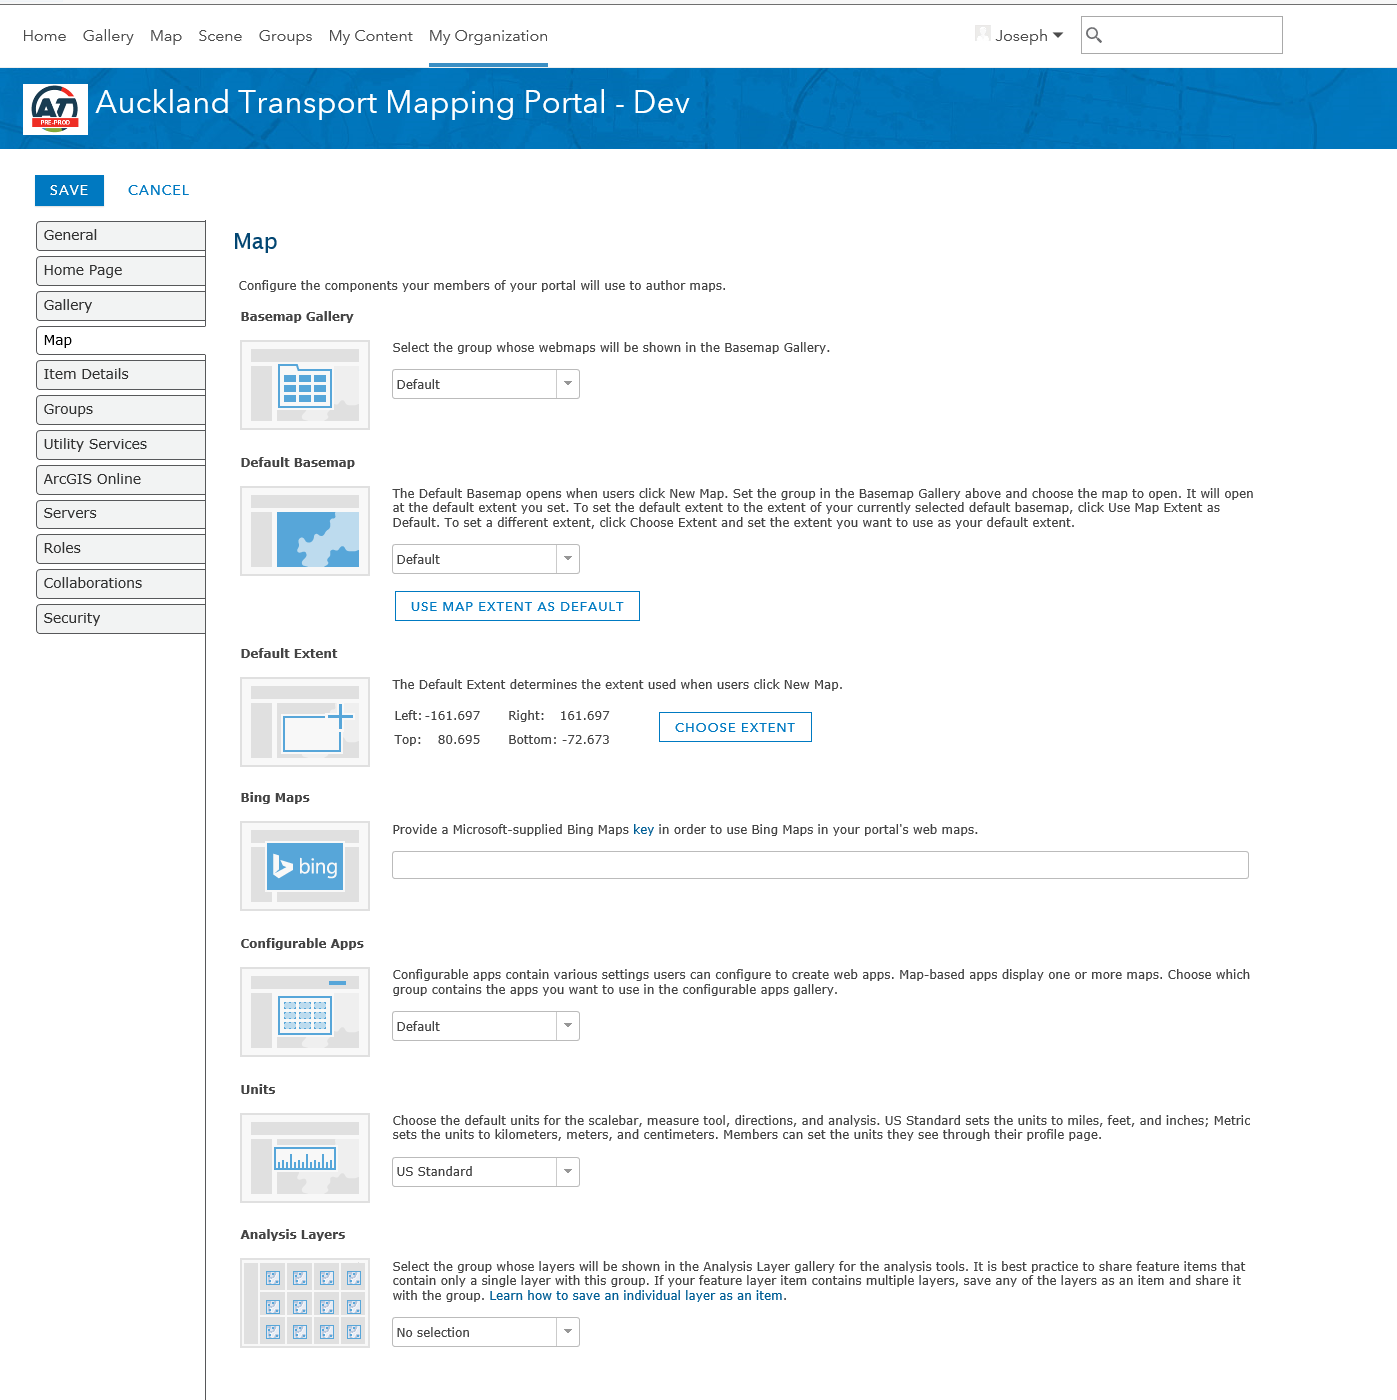 Home Gallery Map Scene Groups My Content My Organization Joseph
AT
PRE-PROD
Auckland Transport Mapping Portal - Dev
SAVE CANCEL
General
Home Page
Gallery
Map
Item Details
Groups
Utility Services
ArcGIS Online
Servers
Roles
Collaborations
Security
Map
Configure the components your members of your portal will use to author maps.
Basemap Gallery
Select the group whose webmaps will be shown in the Basemap Gallery.
Default
Default Basemap
The Default Basemap opens when users click New Map. Set the group in the Basemap Gallery above and choose the map to open. It will open
at the default extent you set. To set the default extent to the extent of your currently selected default basemap, click Use Map Extent as
Default. To set a different extent, click Choose Extent and set the extent you want to use as your default extent.
Default
USE MAP EXTENT AS DEFAULT
Default Extent
The Default Extent determines the extent used when users click New Map.
Left: -161.697 Right: 161.697
Top: 80.695 Bottom: -72.673
CHOOSE EXTENT
Bing Maps
bing
Provide a Microsoft-supplied Bing Maps key in order to use Bing Maps in your portal's web maps.
Configurable Apps
Configurable apps contain various settings users can configure to create web apps. Map-based apps display one or more maps. Choose which
group contains the apps you want to use in the configurable apps gallery.
Default
Units
Choose the default units for the scalebar, measure tool, directions, and analysis. US Standard sets the units to miles, feet, and inches; Metric
sets the units to kilometers, meters, and centimeters. Members can set the units they see through their profile page.
US Standard
Analysis Layers
Select the group whose layers will be shown in the Analysis Layer gallery for the analysis tools. It is best practice to share feature items that
contain only a single layer with this group. If your feature layer item contains multiple layers, save any of the layers as an item and share it
with the group. Learn how to save an individual layer as an item.
No selection